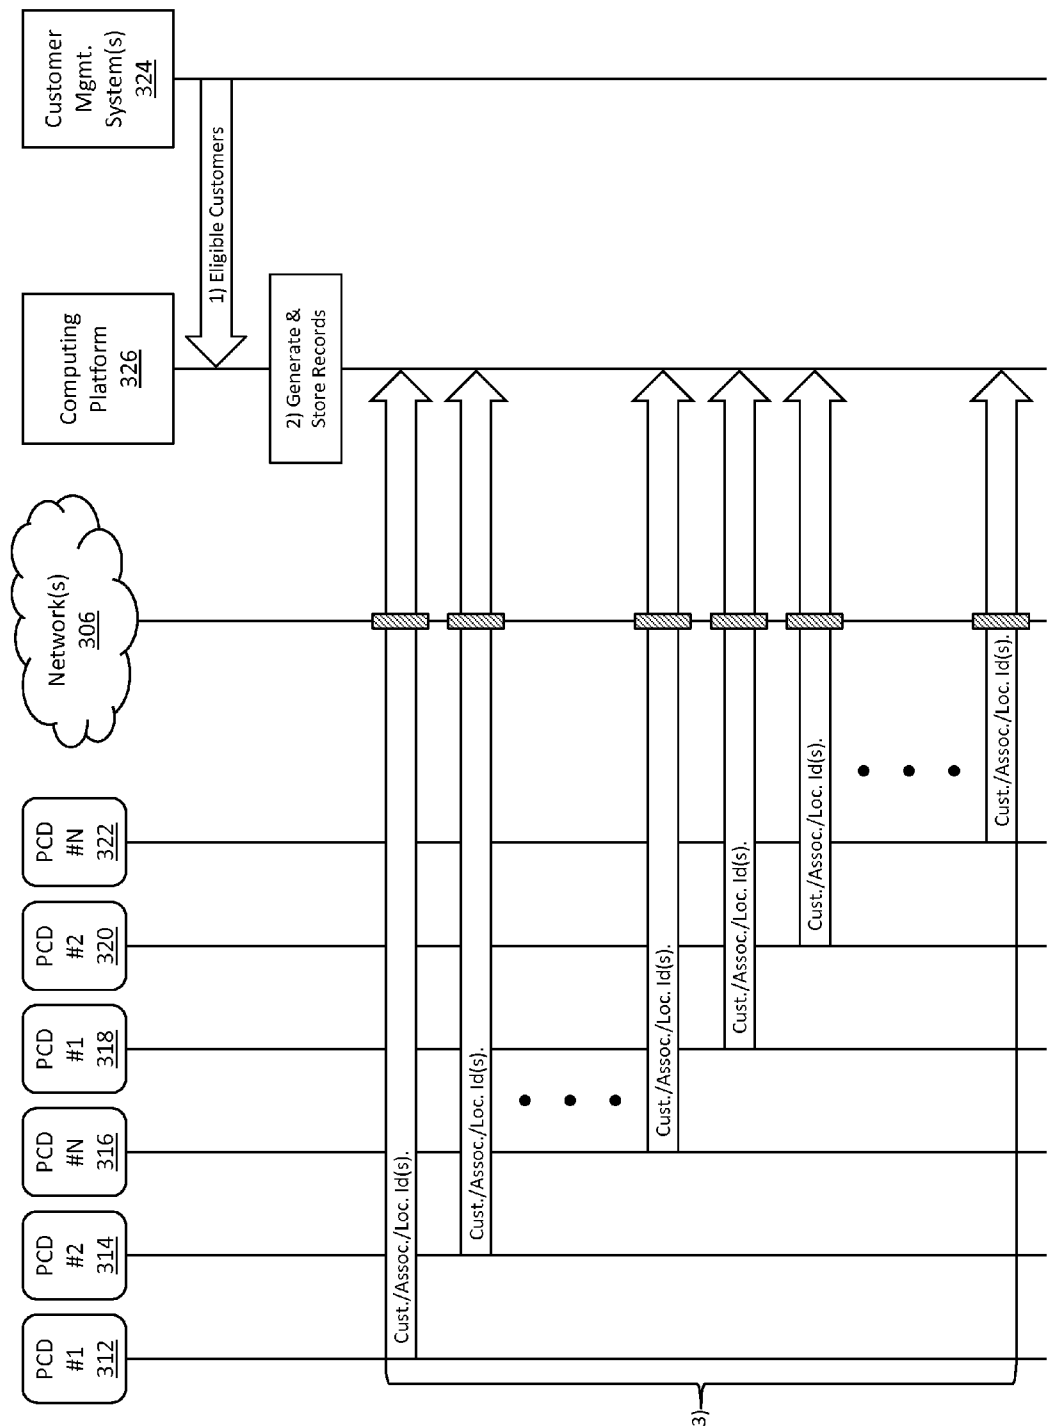 PCD
#1
312
PCD
#2
314
PCD
#N
316
PCD
#1
318
PCD
#2
320
PCD
#N
322
Network(s)
306
Computing
Platform
326
Customer
Mgmt.
System(s)
324
1) Eligible Customers
2) Generate &
Store Records
3)
Cust./Assoc./Loc. Id(s).
Cust./Assoc./Loc. Id(s).
Cust./Assoc./Loc. Id(s).
Cust./Assoc./Loc. Id(s).
Cust./Assoc./Loc. Id(s).
Cust./Assoc./Loc. Id(s).